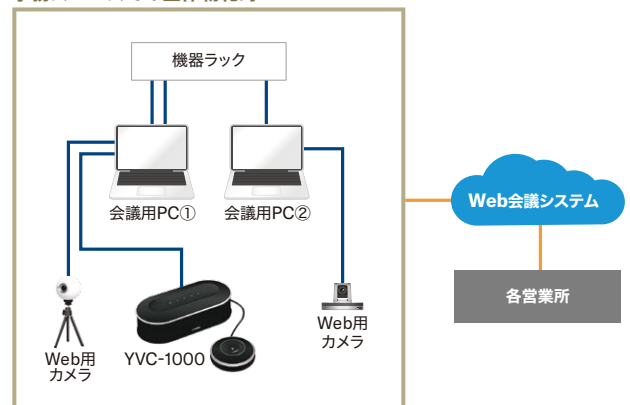 機器ラック
会議用PC①
会議用PC②
Web会議システム
各営業所
Web用
カメラ
YVC-1000
Web用
カメラ